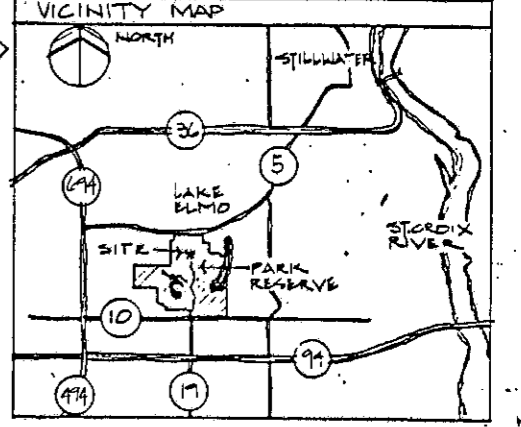 VICINITY MAP
NORTH
STILLWATER
36
5
694
LAKE
ELMO
ST. CROIX
RIVER
SITE
PARK
RESERVE
10
94
494
19